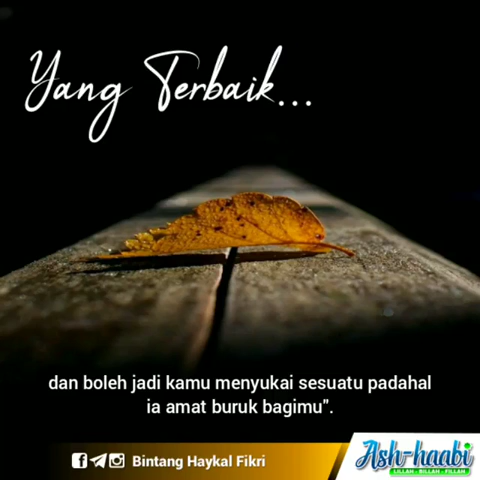 Yang Terbaik...
dan boleh jadi kamu menyukai sesuatu padahal
ia amat buruk bagimu".
Bintang Haykal Fikri
Ash-haabi
LILLAH - BILLAH - FILLAH